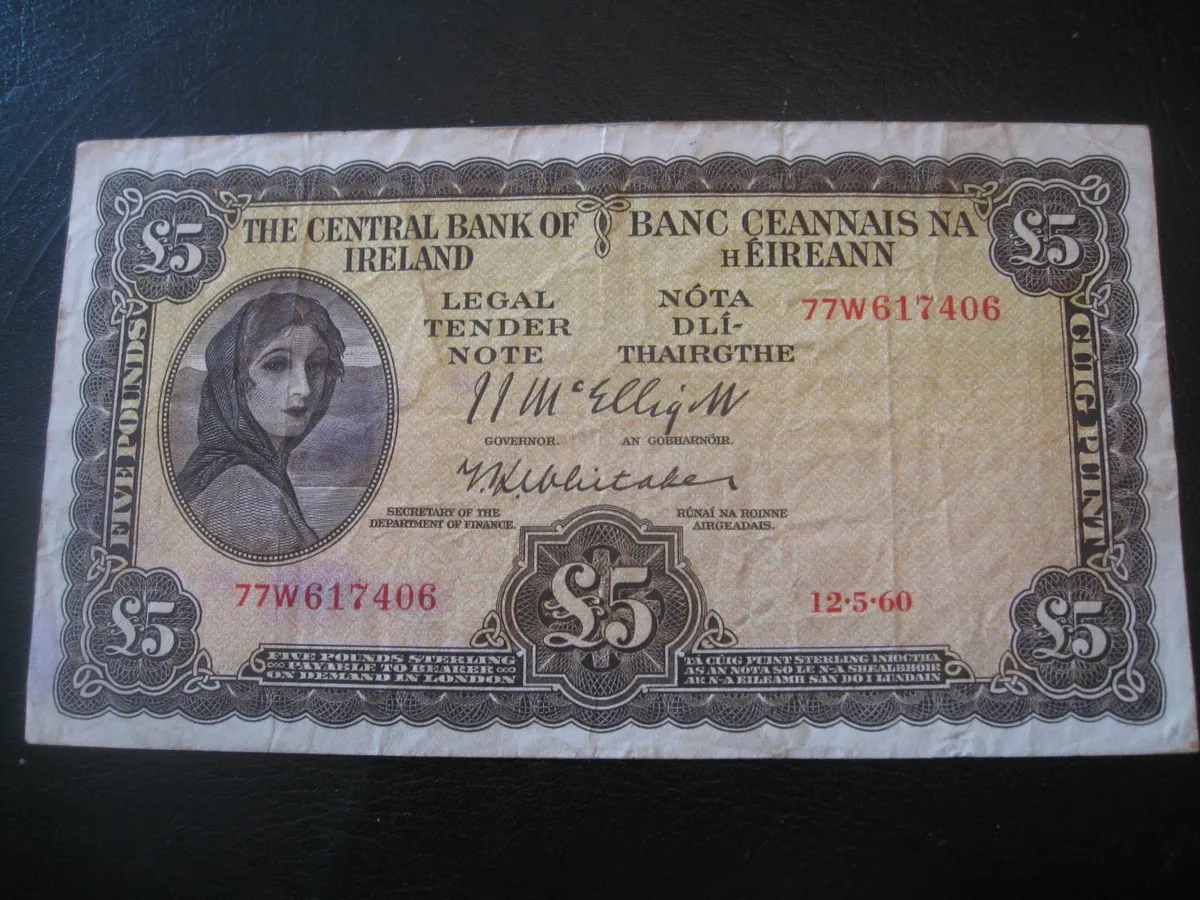 £5
£5
THE CENTRAL BANK OF
IRELAND
BANC CEANNAIS NA
hÉIREANN
LEGAL
TENDER
NOTE
NÓTA
DLÍ-
THAIRGTHE
77W617406
FIVE POUNDS
CÚIG PUINT
J J McElligott
GOVERNOR. AN GOBHARNÓIR.
T.K. Whitaker
SECRETARY OF THE
DEPARTMENT OF FINANCE.
RÚNAÍ NA ROINNE
AIRGEADAIS.
77W617406
12·5·60
£5
£5
£5
FIVE POUNDS STERLING
PAYABLE TO BEARER
ON DEMAND IN LONDON
TÁ CÚIG PUINT STERLING INÍOCTHA
AS AN NOTA SO LE N-A SHEALBHÓIR
AR N-A ÉILEAMH SAN DÓ I LUNDAIN